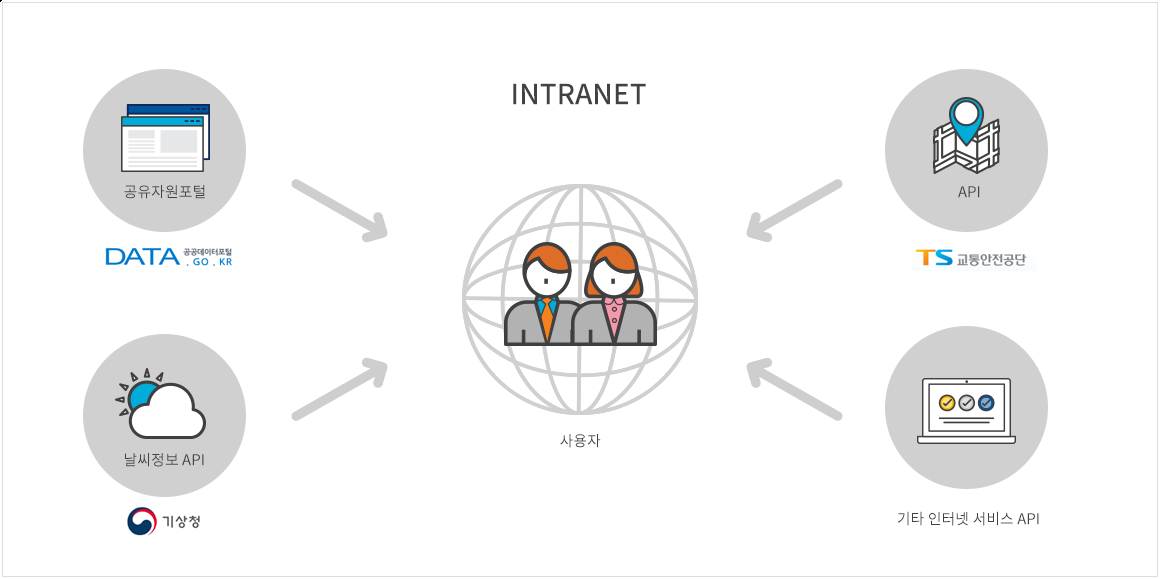 INTRANET
공유자원포털
DATA 공공데이터포털
. GO . KR
API
TS 교통안전공단
날씨정보 API
기상청
사용자
기타 인터넷 서비스 API